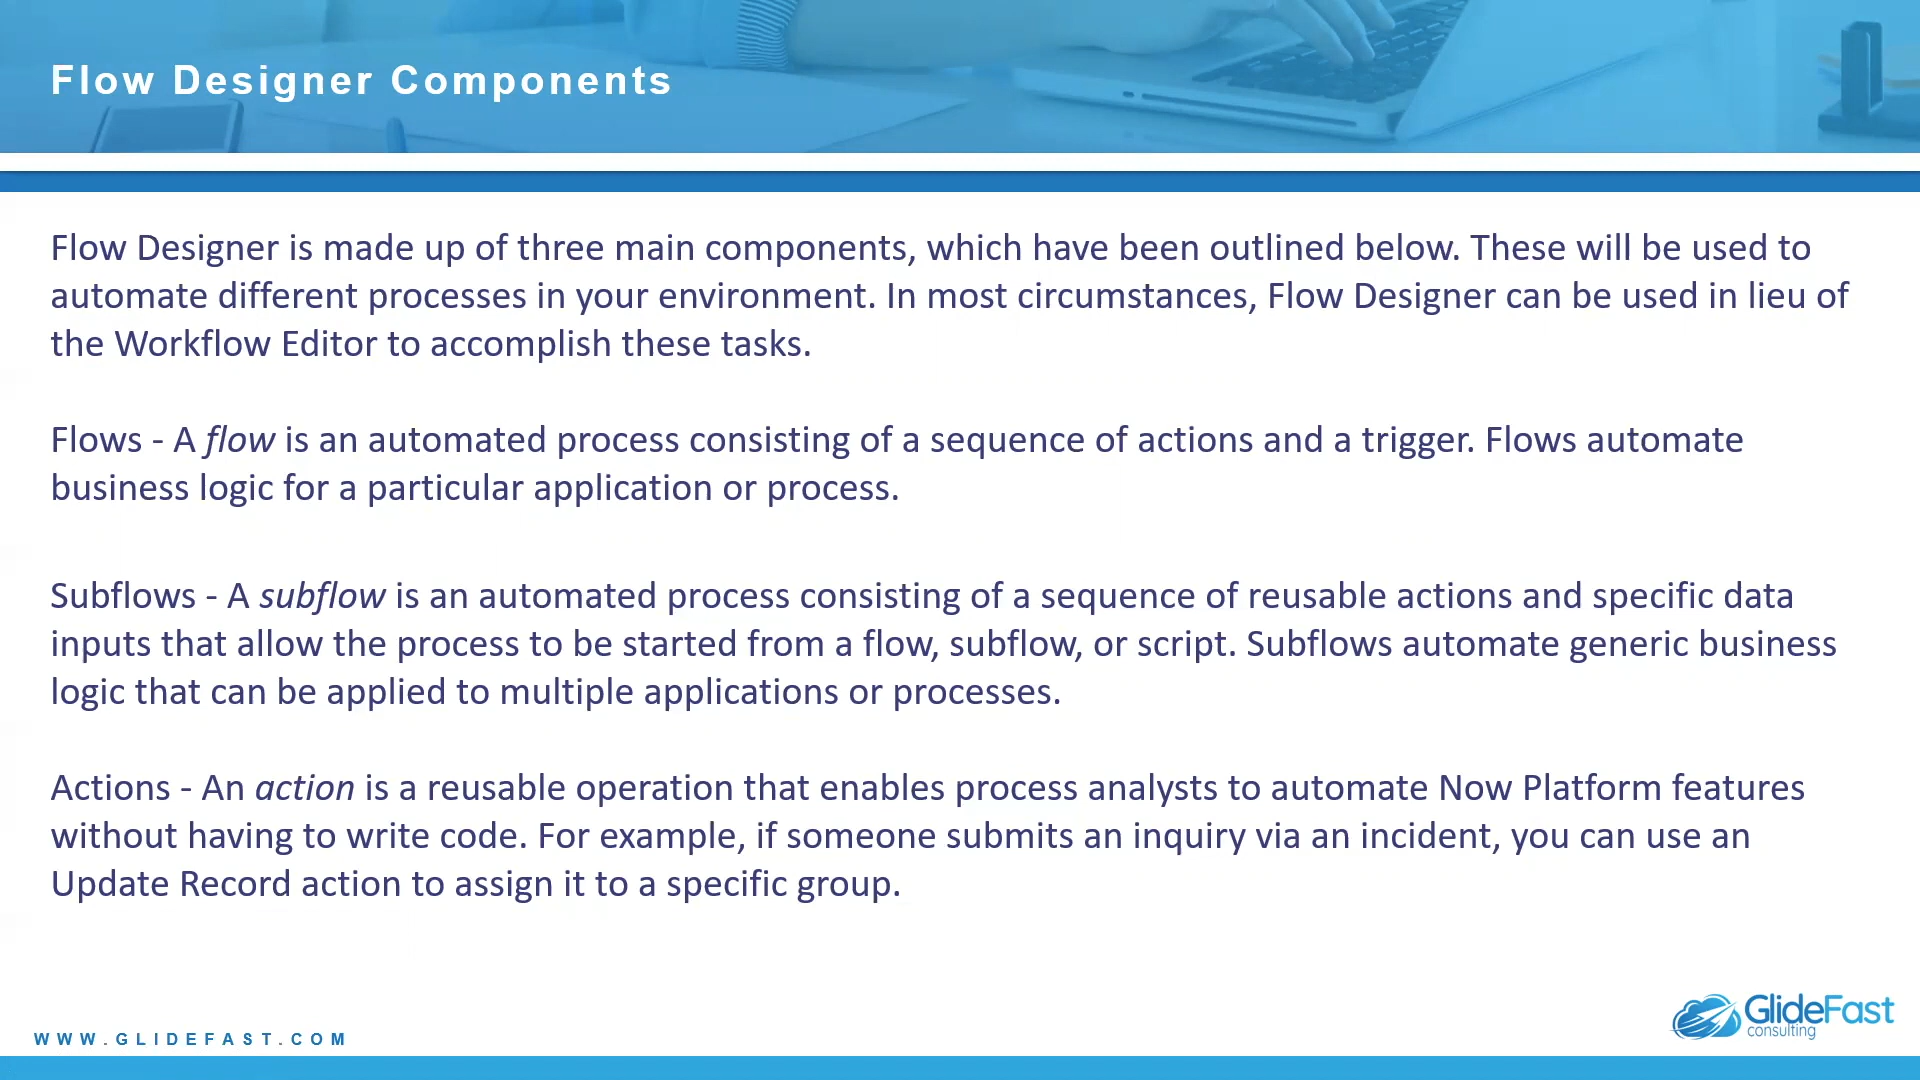 Flow Designer Components
Flow Designer is made up of three main components, which have been outlined below. These will be used to
automate different processes in your environment. In most circumstances, Flow Designer can be used in lieu of
the Workflow Editor to accomplish these tasks.
Flows - A flow is an automated process consisting of a sequence of actions and a trigger. Flows automate
business logic for a particular application or process.
Subflows - A subflow is an automated process consisting of a sequence of reusable actions and specific data
inputs that allow the process to be started from a flow, subflow, or script. Subflows automate generic business
logic that can be applied to multiple applications or processes.
Actions - An action is a reusable operation that enables process analysts to automate Now Platform features
without having to write code. For example, if someone submits an inquiry via an incident, you can use an
Update Record action to assign it to a specific group.
GlideFast
consulting
WWW.GLIDEFAST.COM